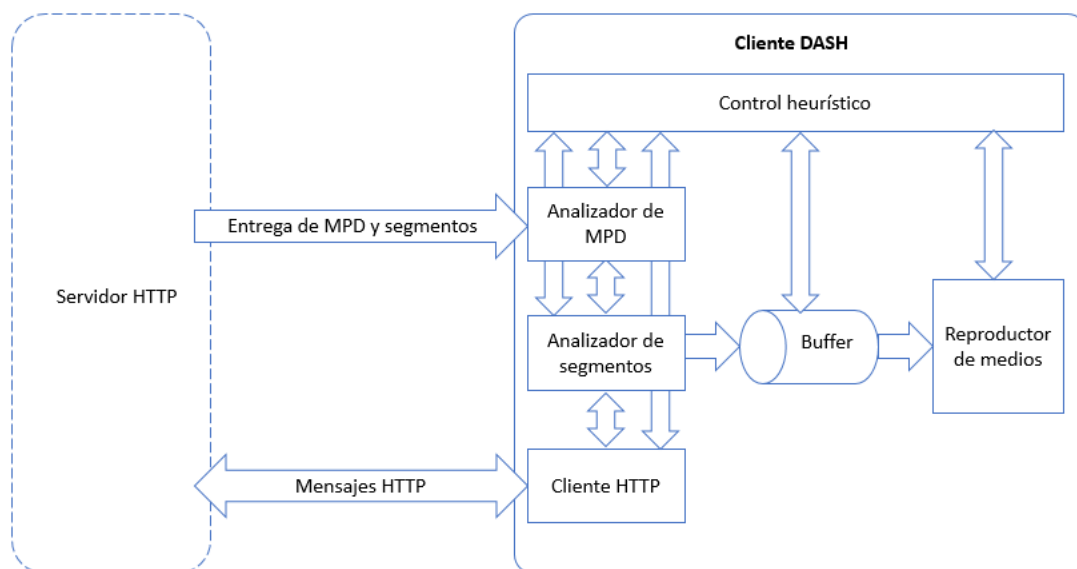 Cliente DASH
Control heurístico
Entrega de MPD y segmentos
Analizador de
MPD
Servidor HTTP
Analizador de
segmentos
Buffer
Reproductor
de medios
Mensajes HTTP
Cliente HTTP